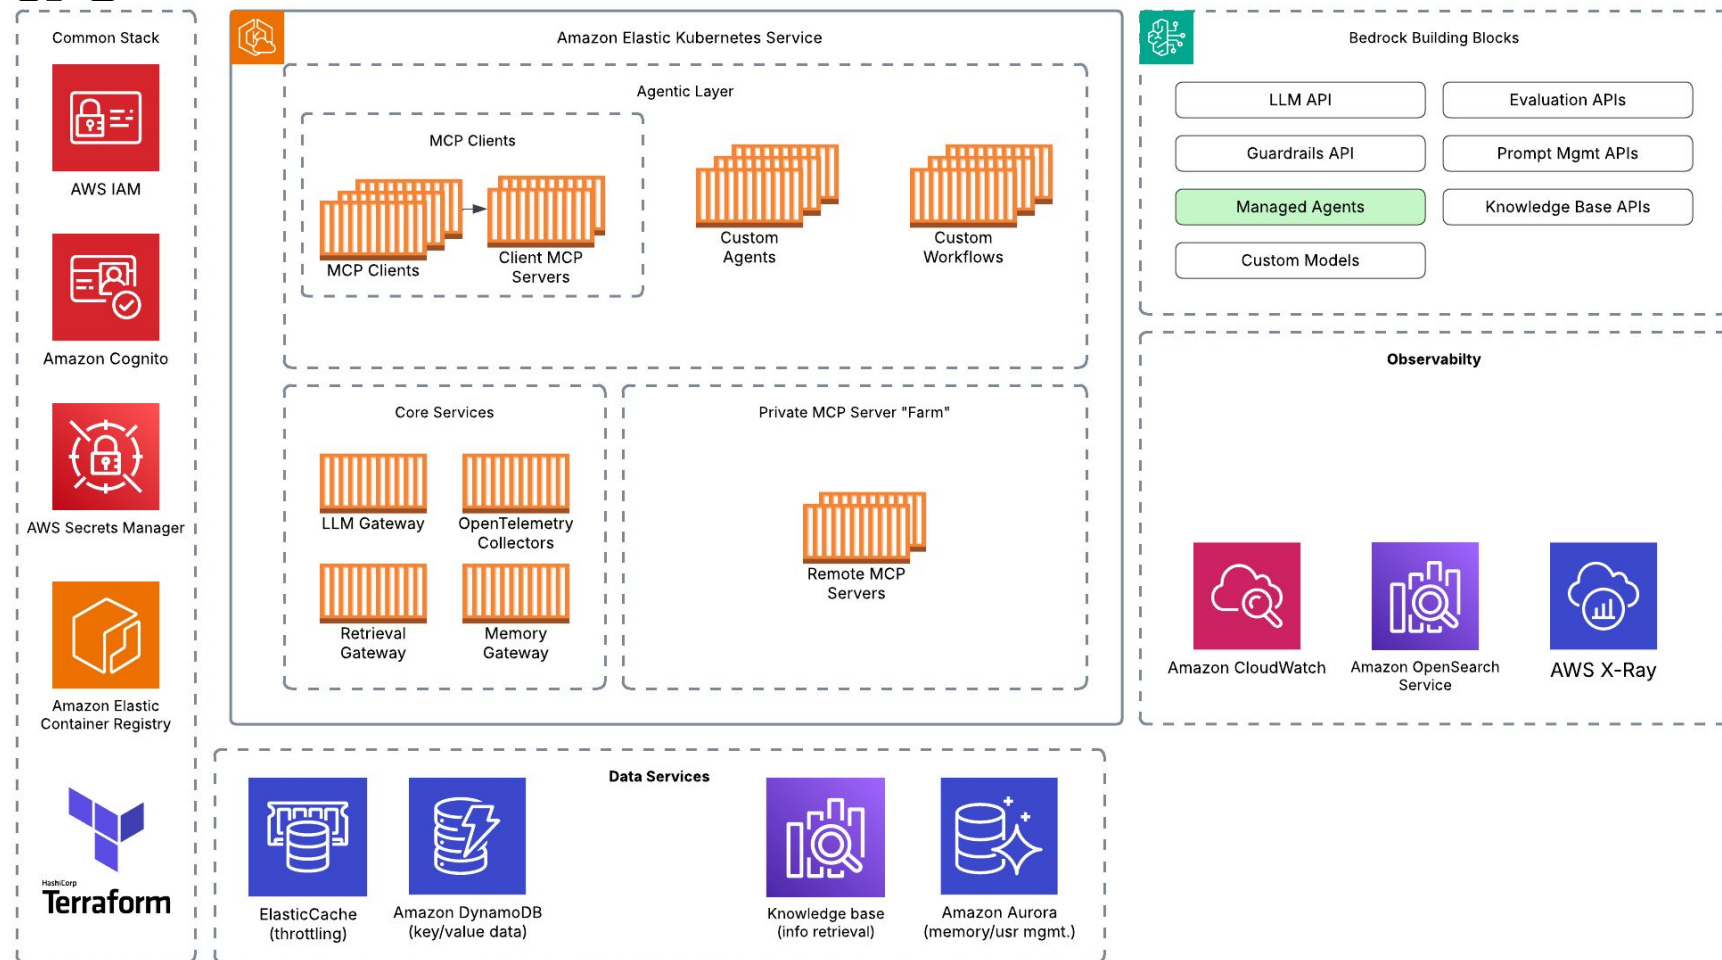 Common Stack
AWS IAM
Amazon Cognito
AWS Secrets Manager
Amazon Elastic
Container Registry
HashiCorp
Terraform
Amazon Elastic Kubernetes Service
Agentic Layer
MCP Clients
MCP Clients
Client MCP
Servers
Custom
Agents
Custom
Workflows
Core Services
LLM Gateway
OpenTelemetry
Collectors
Retrieval
Gateway
Memory
Gateway
Private MCP Server "Farm"
Remote MCP
Servers
Bedrock Building Blocks
LLM API
Evaluation APIs
Guardrails API
Prompt Mgmt APIs
Managed Agents
Knowledge Base APIs
Custom Models
Observabilty
Amazon CloudWatch
Amazon OpenSearch
Service
AWS X-Ray
Data Services
ElasticCache
(throttling)
Amazon DynamoDB
(key/value data)
Knowledge base
(info retrieval)
Amazon Aurora
(memory/usr mgmt.)